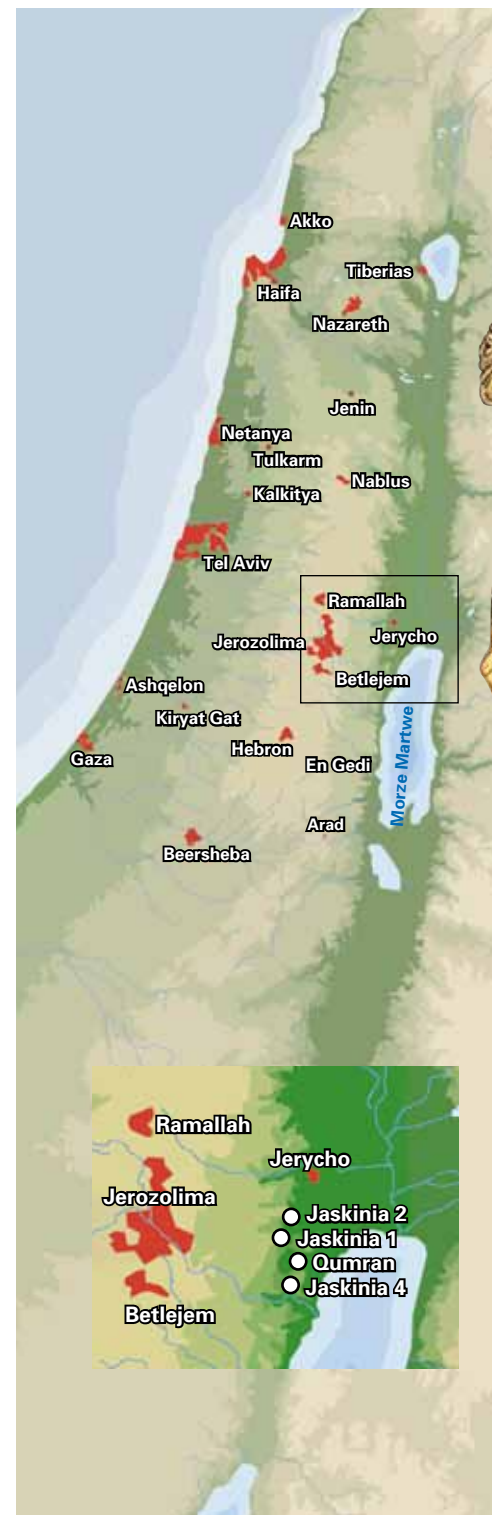 Akko
Tiberias
Haifa
Nazareth
Jenin
Netanya
Tulkarm
Nablus
Kalkitya
Tel Aviv
Ramallah
Jerozolima
Jerycho
Betlejem
Ashqelon
Kiryat Gat
Hebron
Gaza
En Gedi
Morze Martwe
Arad
Beersheba
Ramallah
Jerycho
Jerozolima
Jaskinia 2
Jaskinia 1
Qumran
Jaskinia 4
Betlejem